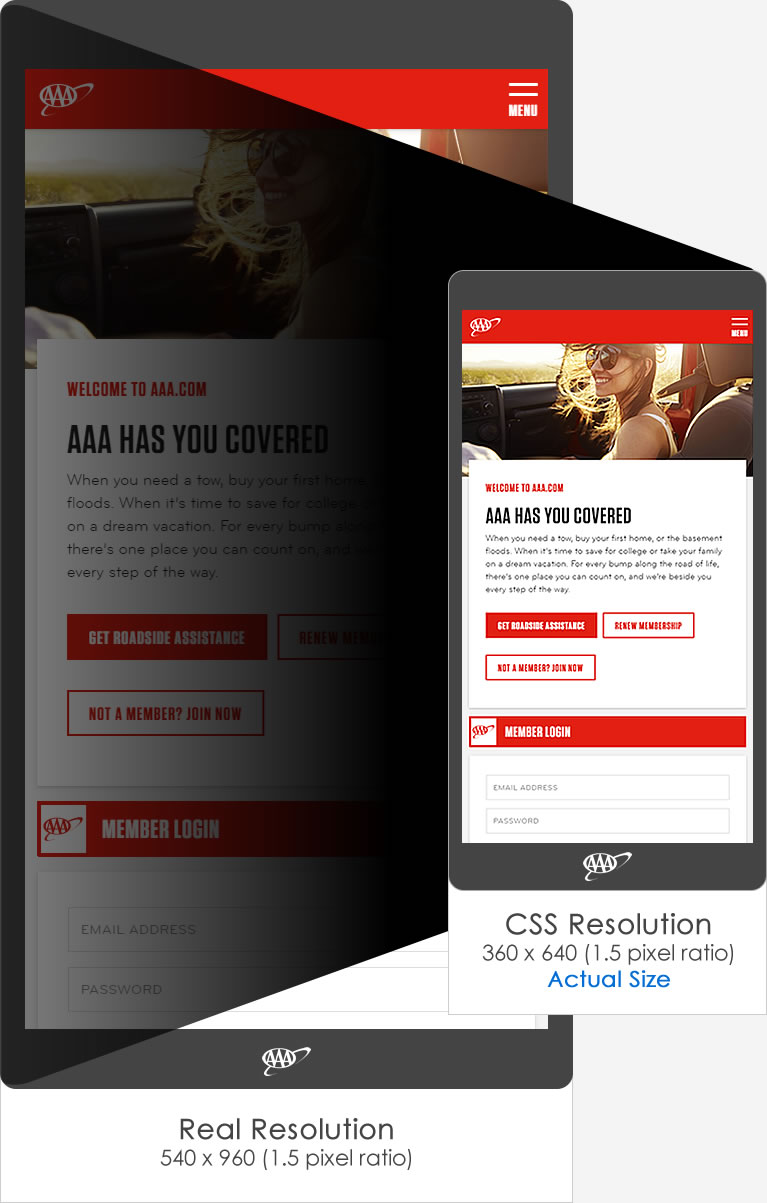 AAA
MENU
WELCOME TO AAA.COM
AAA HAS YOU COVERED
When you need a tow, buy your first home,
floods. When it's time to save for college or
on a dream vacation. For every bump along
there's one place you can count on, and we're
every step of the way.
GET ROADSIDE ASSISTANCE
RENEW MEMB
NOT A MEMBER? JOIN NOW
AAA
MEMBER LOGIN
EMAIL ADDRESS
PASSWORD
AAA
Real Resolution
540 x 960 (1.5 pixel ratio)
AAA
MENU
WELCOME TO AAA.COM
AAA HAS YOU COVERED
When you need a tow, buy your first home, or the basement
floods. When it's time to save for college or take your family
on a dream vacation. For every bump along the road of life,
there's one place you can count on, and we're beside you
every step of the way.
GET ROADSIDE ASSISTANCE
RENEW MEMBERSHIP
NOT A MEMBER? JOIN NOW
AAA
MEMBER LOGIN
EMAIL ADDRESS
PASSWORD
AAA
CSS Resolution
360 x 640 (1.5 pixel ratio)
Actual Size